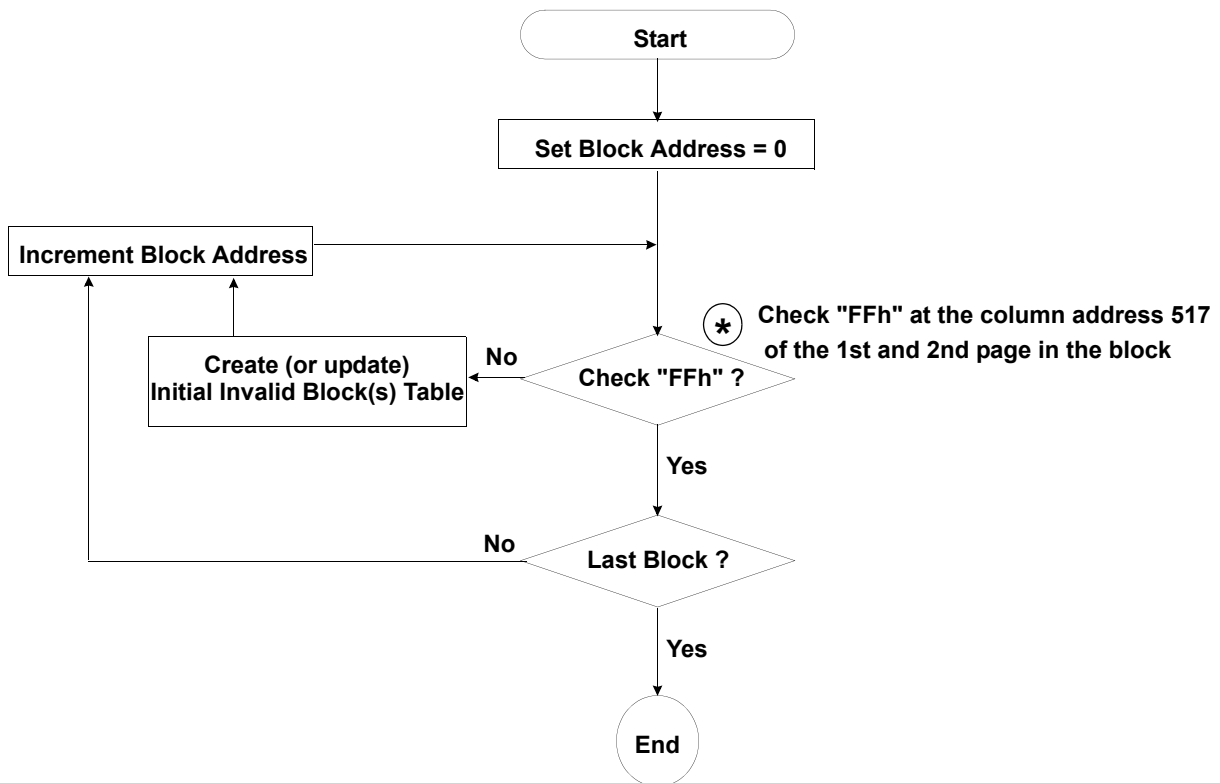 Start
Set Block Address = 0
Increment Block Address
* Check "FFh" at the column address 517
of the 1st and 2nd page in the block
No
Create (or update)
Initial Invalid Block(s) Table
Check "FFh" ?
Yes
No
Last Block ?
Yes
End